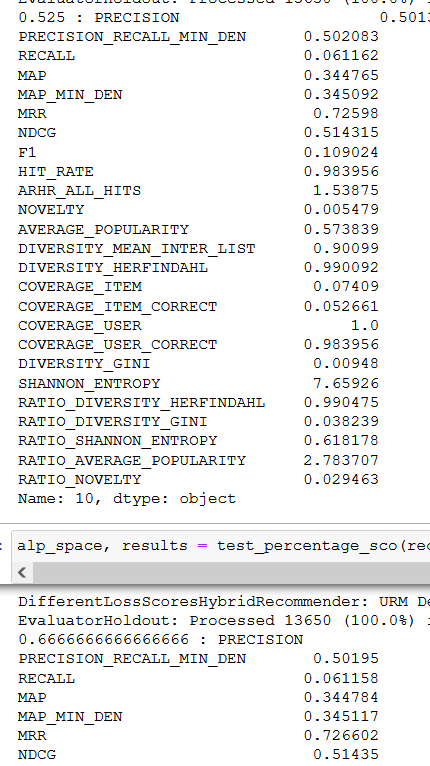 EvaluatorHoldout: Processed 13650 (100.0%) i
0.525 : PRECISION 0.5013
PRECISION_RECALL_MIN_DEN 0.502083
RECALL 0.061162
MAP 0.344765
MAP_MIN_DEN 0.345092
MRR 0.72598
NDCG 0.514315
F1 0.109024
HIT_RATE 0.983956
ARHR_ALL_HITS 1.53875
NOVELTY 0.005479
AVERAGE_POPULARITY 0.573839
DIVERSITY_MEAN_INTER_LIST 0.90099
DIVERSITY_HERFINDAHL 0.990092
COVERAGE_ITEM 0.07409
COVERAGE_ITEM_CORRECT 0.052661
COVERAGE_USER 1.0
COVERAGE_USER_CORRECT 0.983956
DIVERSITY_GINI 0.00948
SHANNON_ENTROPY 7.65926
RATIO_DIVERSITY_HERFINDAHL 0.990475
RATIO_DIVERSITY_GINI 0.038239
RATIO_SHANNON_ENTROPY 0.618178
RATIO_AVERAGE_POPULARITY 2.783707
RATIO_NOVELTY 0.029463
Name: 10, dtype: object
: alp_space, results = test_percentage_sco(rec
DifferentLossScoresHybridRecommender: URM De
EvaluatorHoldout: Processed 13650 (100.0%) i
0.6666666666666666 : PRECISION
PRECISION_RECALL_MIN_DEN 0.50195
RECALL 0.061158
MAP 0.344784
MAP_MIN_DEN 0.345117
MRR 0.726602
NDCG 0.51435